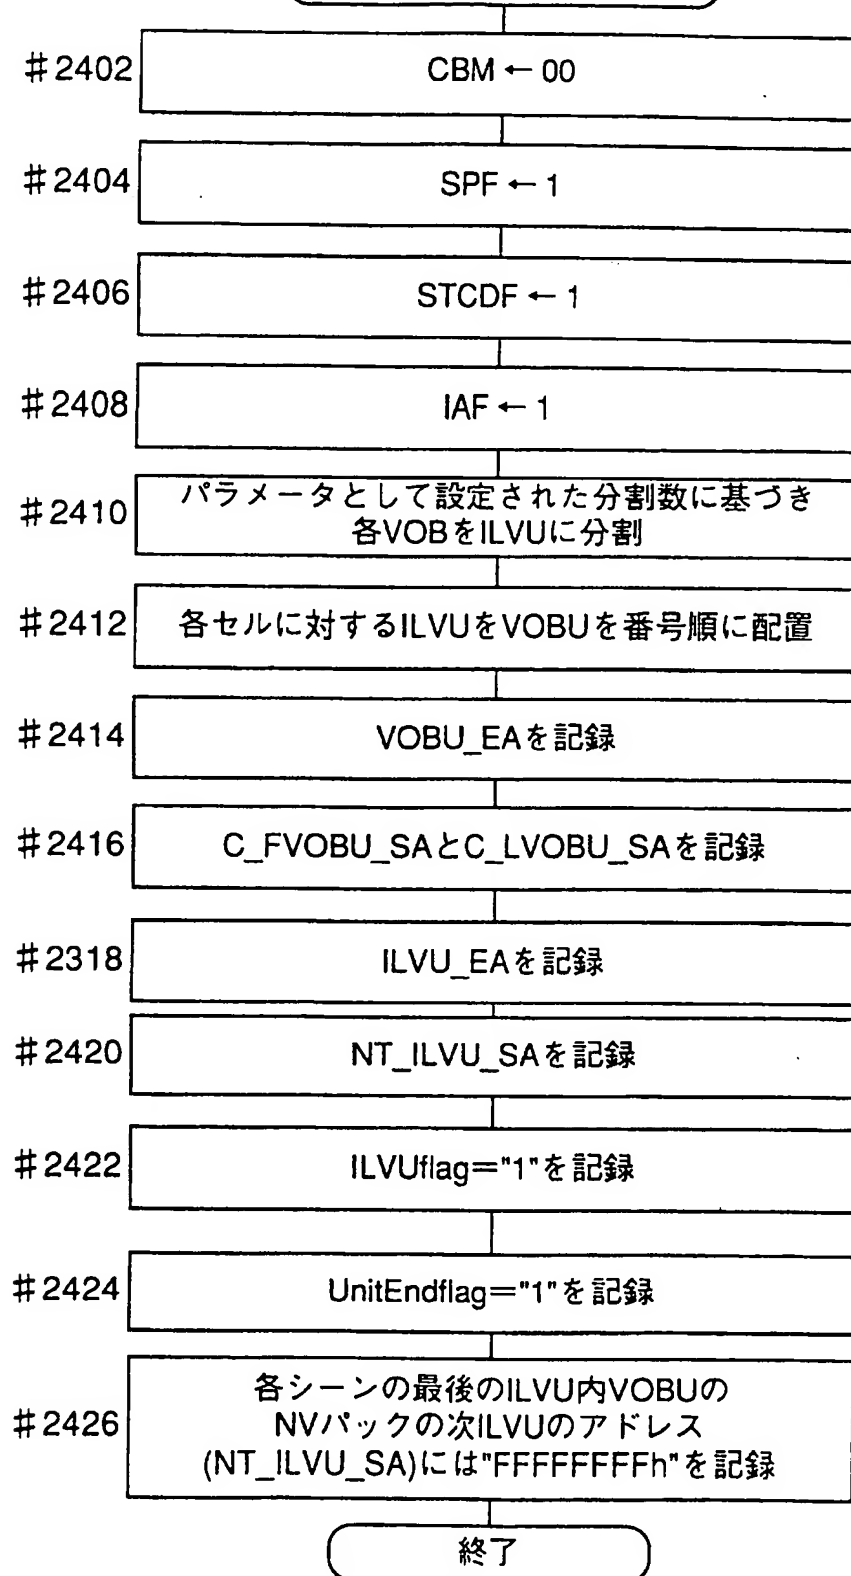 #2402 CBM ← 00
#2404 SPF ← 1
#2406 STCDF ← 1
#2408 IAF ← 1
#2410
パラメータとして設定された分割数に基づき
各VOBをILVUに分割
#2412 各セルに対するILVUをVOBUを番号順に配置
#2414 VOBU_EAを記録
#2416 C_FVOBU_SAとC_LVOBU_SAを記録
#2318 ILVU_EAを記録
#2420 NT_ILVU_SAを記録
#2422 ILVUflag="1"を記録
#2424 UnitEndflag="1"を記録
#2426
各シーンの最後のILVU内VOBUの
NVパックの次ILVUのアドレス
(NT_ILVU_SA)には"FFFFFFFFh"を記録
終了